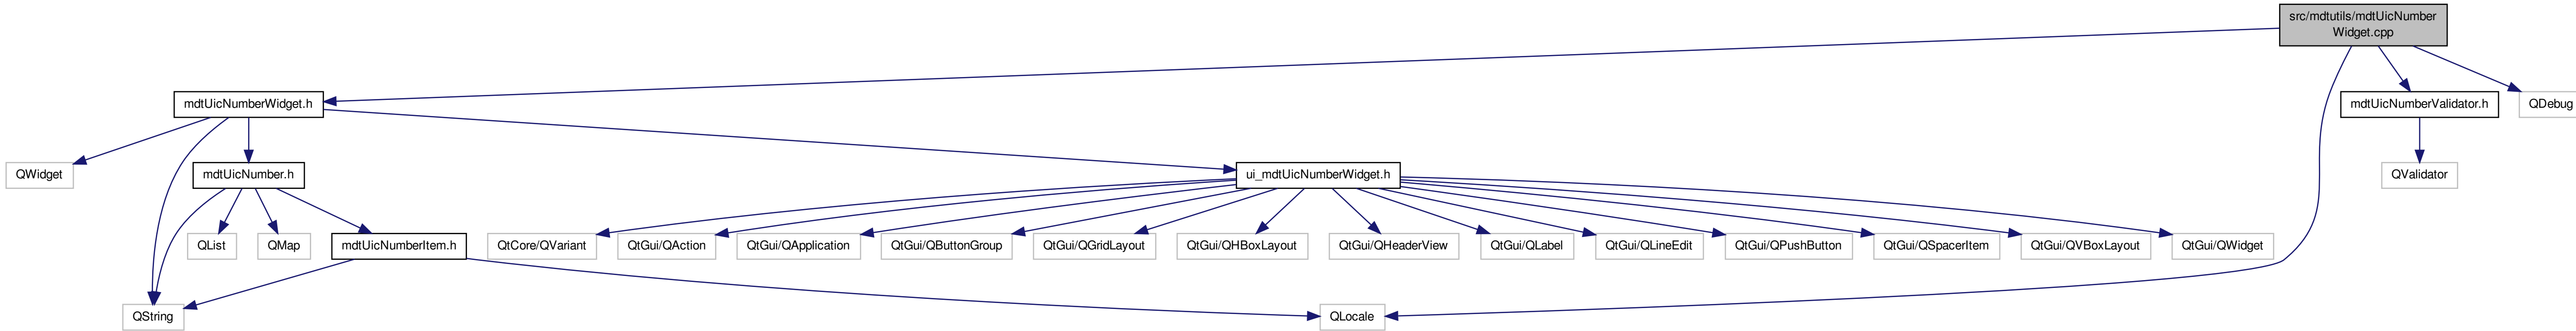 src/mdtutils/mdtUicNumber
Widget.cpp
mdtUicNumberWidget.h
mdtUicNumberValidator.h
QDebug
QWidget
mdtUicNumber.h
ui_mdtUicNumberWidget.h
QValidator
QList
QMap
mdtUicNumberItem.h
QtCore/QVariant
QtGui/QAction
QtGui/QApplication
QtGui/QButtonGroup
QtGui/QGridLayout
QtGui/QHBoxLayout
QtGui/QHeaderView
QtGui/QLabel
QtGui/QLineEdit
QtGui/QPushButton
QtGui/QSpacerItem
QtGui/QVBoxLayout
QtGui/QWidget
QString
QLocale